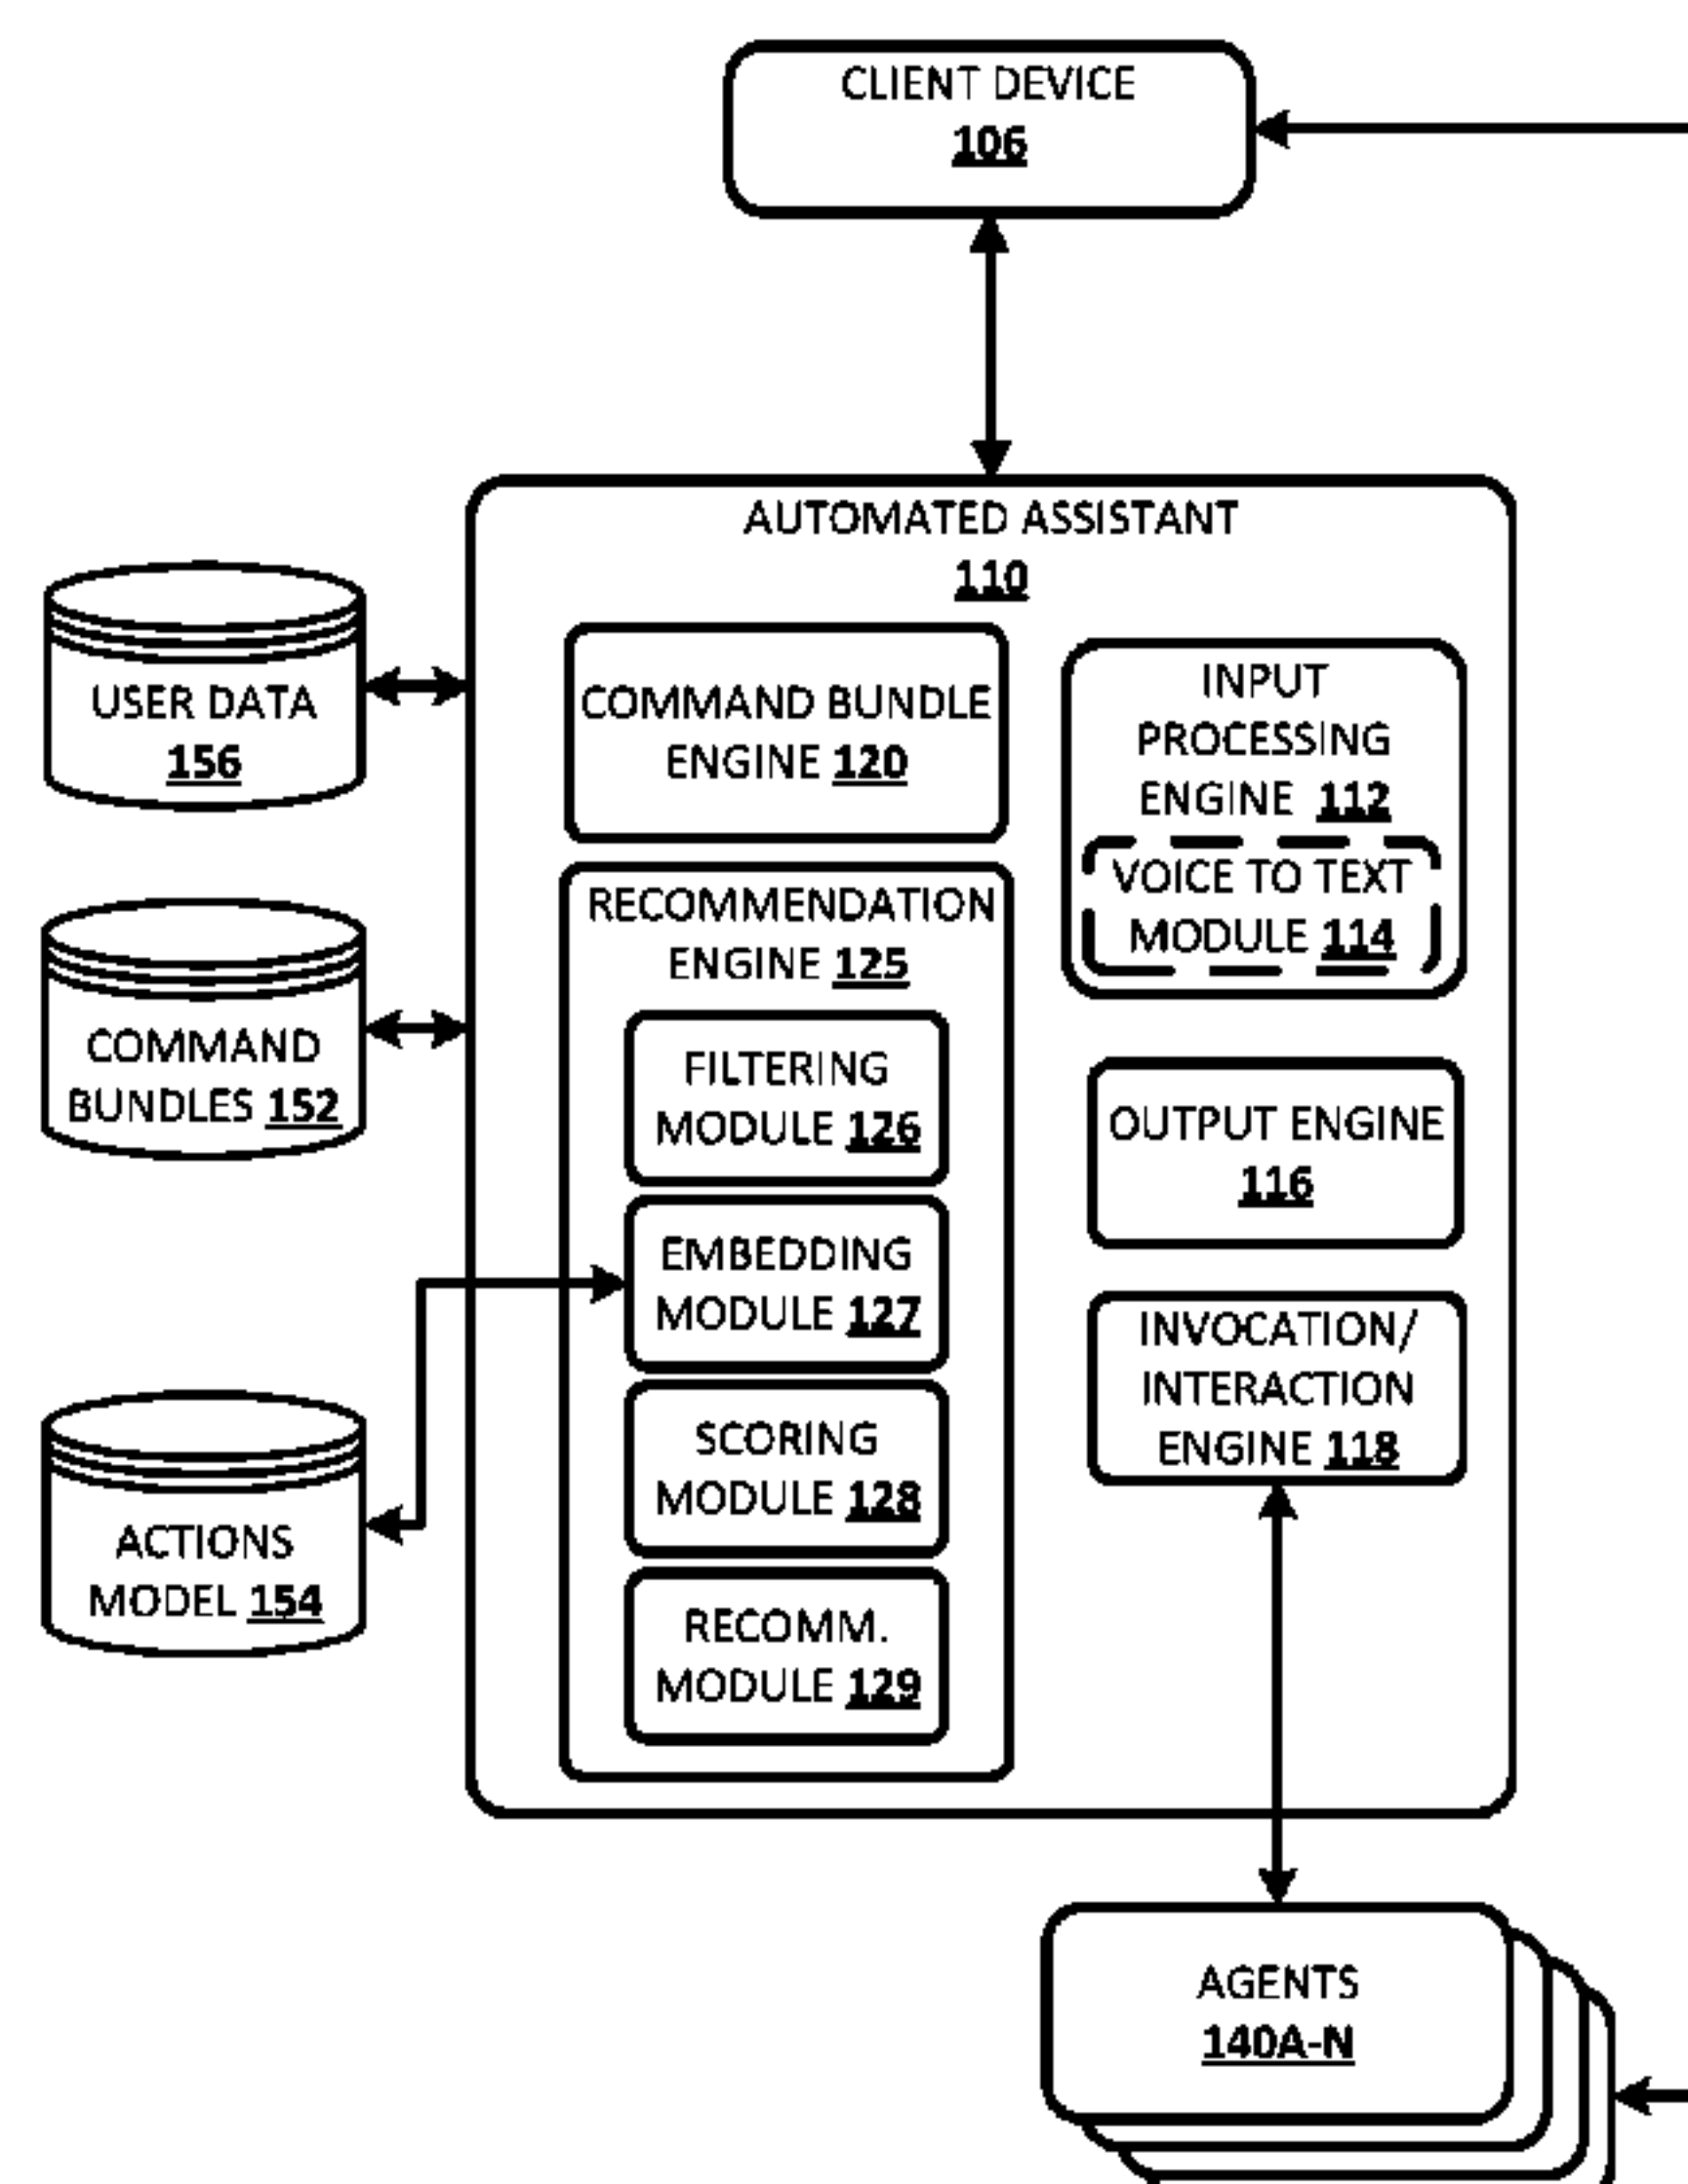 CLIENT DEVICE
106
AUTOMATED ASSISTANT
110
USER DATA
156
COMMAND BUNDLES 152
ACTIONS
MODEL 154
COMMAND BUNDLE
ENGINE 120
RECOMMENDATION
ENGINE 125
FILTERING
MODULE 126
EMBEDDING
MODULE 127
SCORING
MODULE 128
RECOMM.
MODULE 129
INPUT
PROCESSING
ENGINE 112
VOICE TO TEXT
MODULE 114
OUTPUT ENGINE
116
INVOCATION/
INTERACTION
ENGINE 118
AGENTS
140A-N